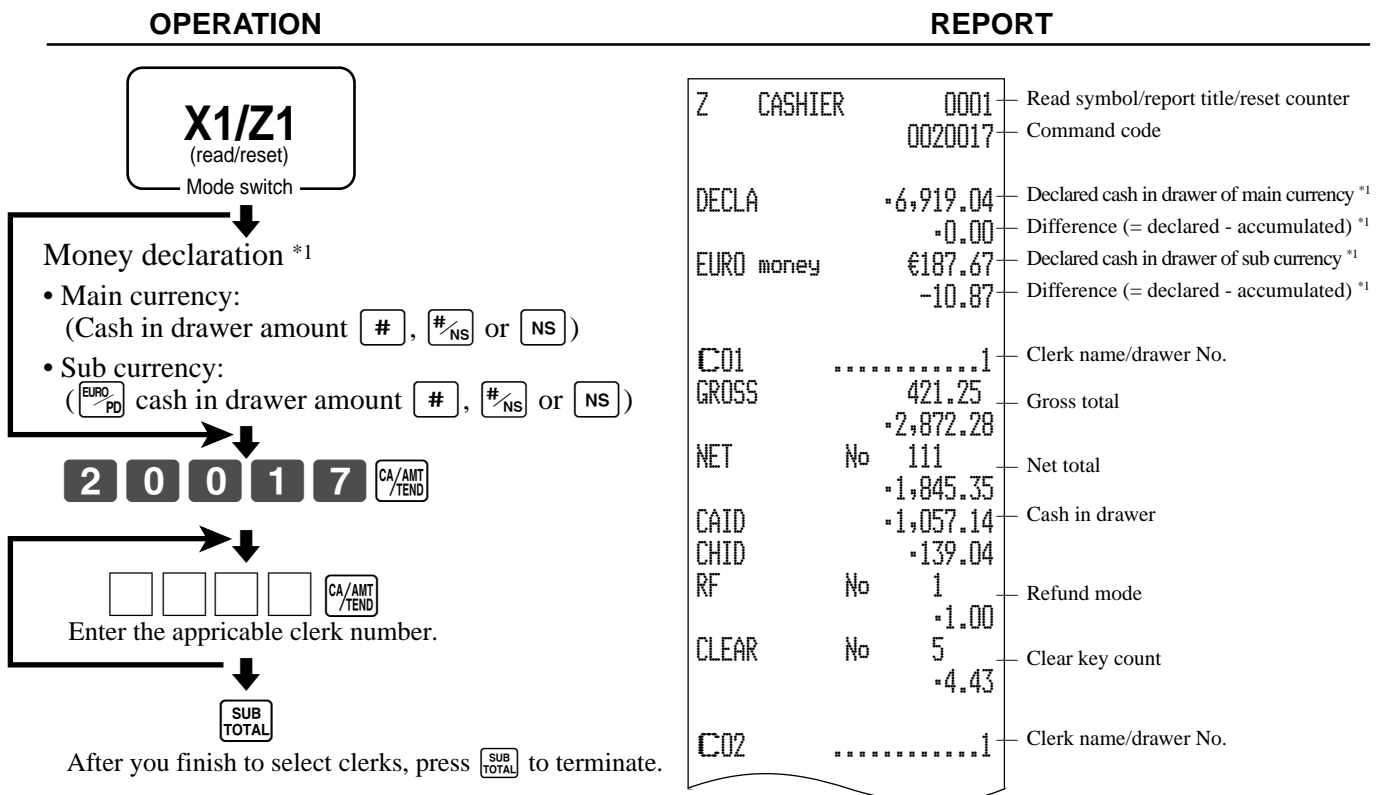 OPERATION
REPORT
X1/Z1
(read/reset)
Mode switch
Money declaration *1
• Main currency:
(Cash in drawer amount #, #/NS or NS)
• Sub currency:
(EURO/PD cash in drawer amount #, #/NS or NS)
2 0 0 1 7 CA/AMT/TEND
CA/AMT/TEND
Enter the appricable clerk number.
SUB TOTAL
After you finish to select clerks, press SUB TOTAL to terminate.
Z CASHIER 0001 Read symbol/report title/reset counter
0020017 Command code
DECLA •6,919.04 Declared cash in drawer of main currency *1
•0.00 Difference (= declared - accumulated) *1
EURO money €187.67 Declared cash in drawer of sub currency *1
-10.87 Difference (= declared - accumulated) *1
C01 ............1 Clerk name/drawer No.
GROSS 421.25 Gross total
•2,872.28
NET No 111 Net total
•1,845.35
CAID •1,057.14 Cash in drawer
CHID •139.04
RF No 1 Refund mode
•1.00
CLEAR No 5 Clear key count
•4.43
C02 ............1 Clerk name/drawer No.